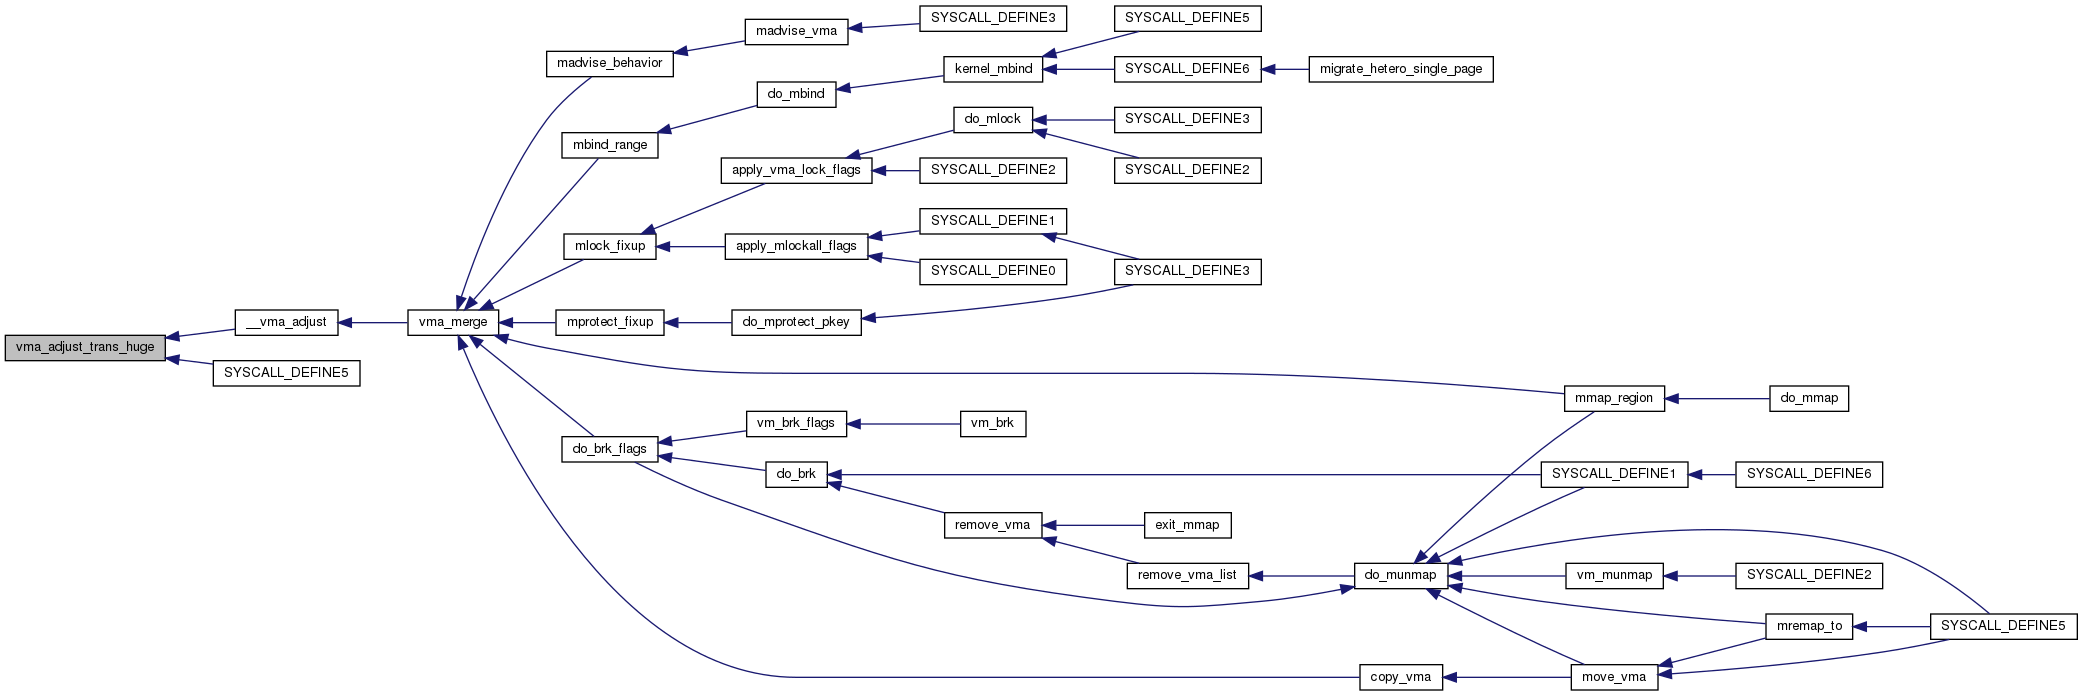 SYSCALL_DEFINE3
SYSCALL_DEFINE5
madvise_vma
madvise_behavior
kernel_mbind
SYSCALL_DEFINE6
migrate_hetero_single_page
do_mbind
do_mlock
SYSCALL_DEFINE3
mbind_range
apply_vma_lock_flags
SYSCALL_DEFINE2
SYSCALL_DEFINE2
SYSCALL_DEFINE1
mlock_fixup
apply_mlockall_flags
SYSCALL_DEFINE0
SYSCALL_DEFINE3
__vma_adjust
vma_merge
mprotect_fixup
do_mprotect_pkey
vma_adjust_trans_huge
SYSCALL_DEFINE5
mmap_region
do_mmap
vm_brk_flags
vm_brk
do_brk_flags
do_brk
SYSCALL_DEFINE1
SYSCALL_DEFINE6
remove_vma
exit_mmap
remove_vma_list
do_munmap
vm_munmap
SYSCALL_DEFINE2
mremap_to
SYSCALL_DEFINE5
copy_vma
move_vma